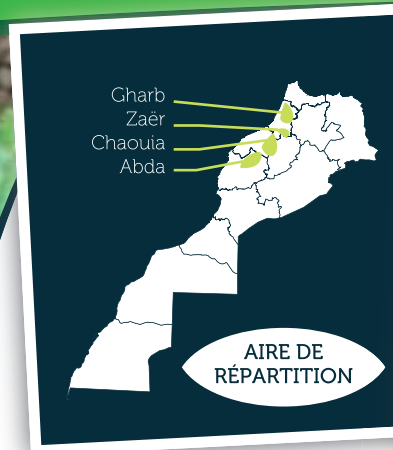 Gharb
Zaër
Chaouia
Abda
AIRE DE
RÉPARTITION